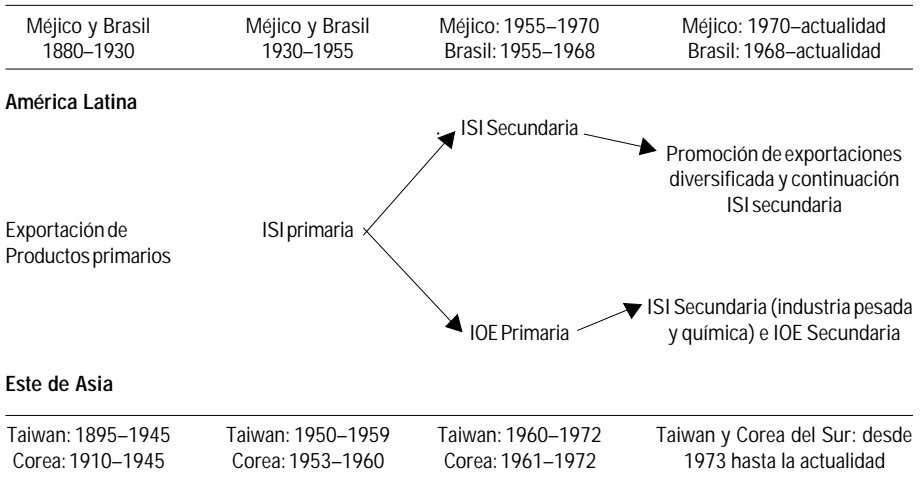 Méjico y Brasil
1880–1930
Méjico y Brasil
1930–1955
Méjico: 1955–1970
Brasil: 1955–1968
Méjico: 1970–actualidad
Brasil: 1968–actualidad
América Latina
ISI Secundaria
Promoción de exportaciones
diversificada y continuación
ISI secundaria
Exportación de
Productos primarios
ISI primaria
IOE Primaria
ISI Secundaria (industria pesada
y química) e IOE Secundaria
Este de Asia
Taiwan: 1895–1945
Corea: 1910–1945
Taiwan: 1950–1959
Corea: 1953–1960
Taiwan: 1960–1972
Corea: 1961–1972
Taiwan y Corea del Sur: desde
1973 hasta la actualidad